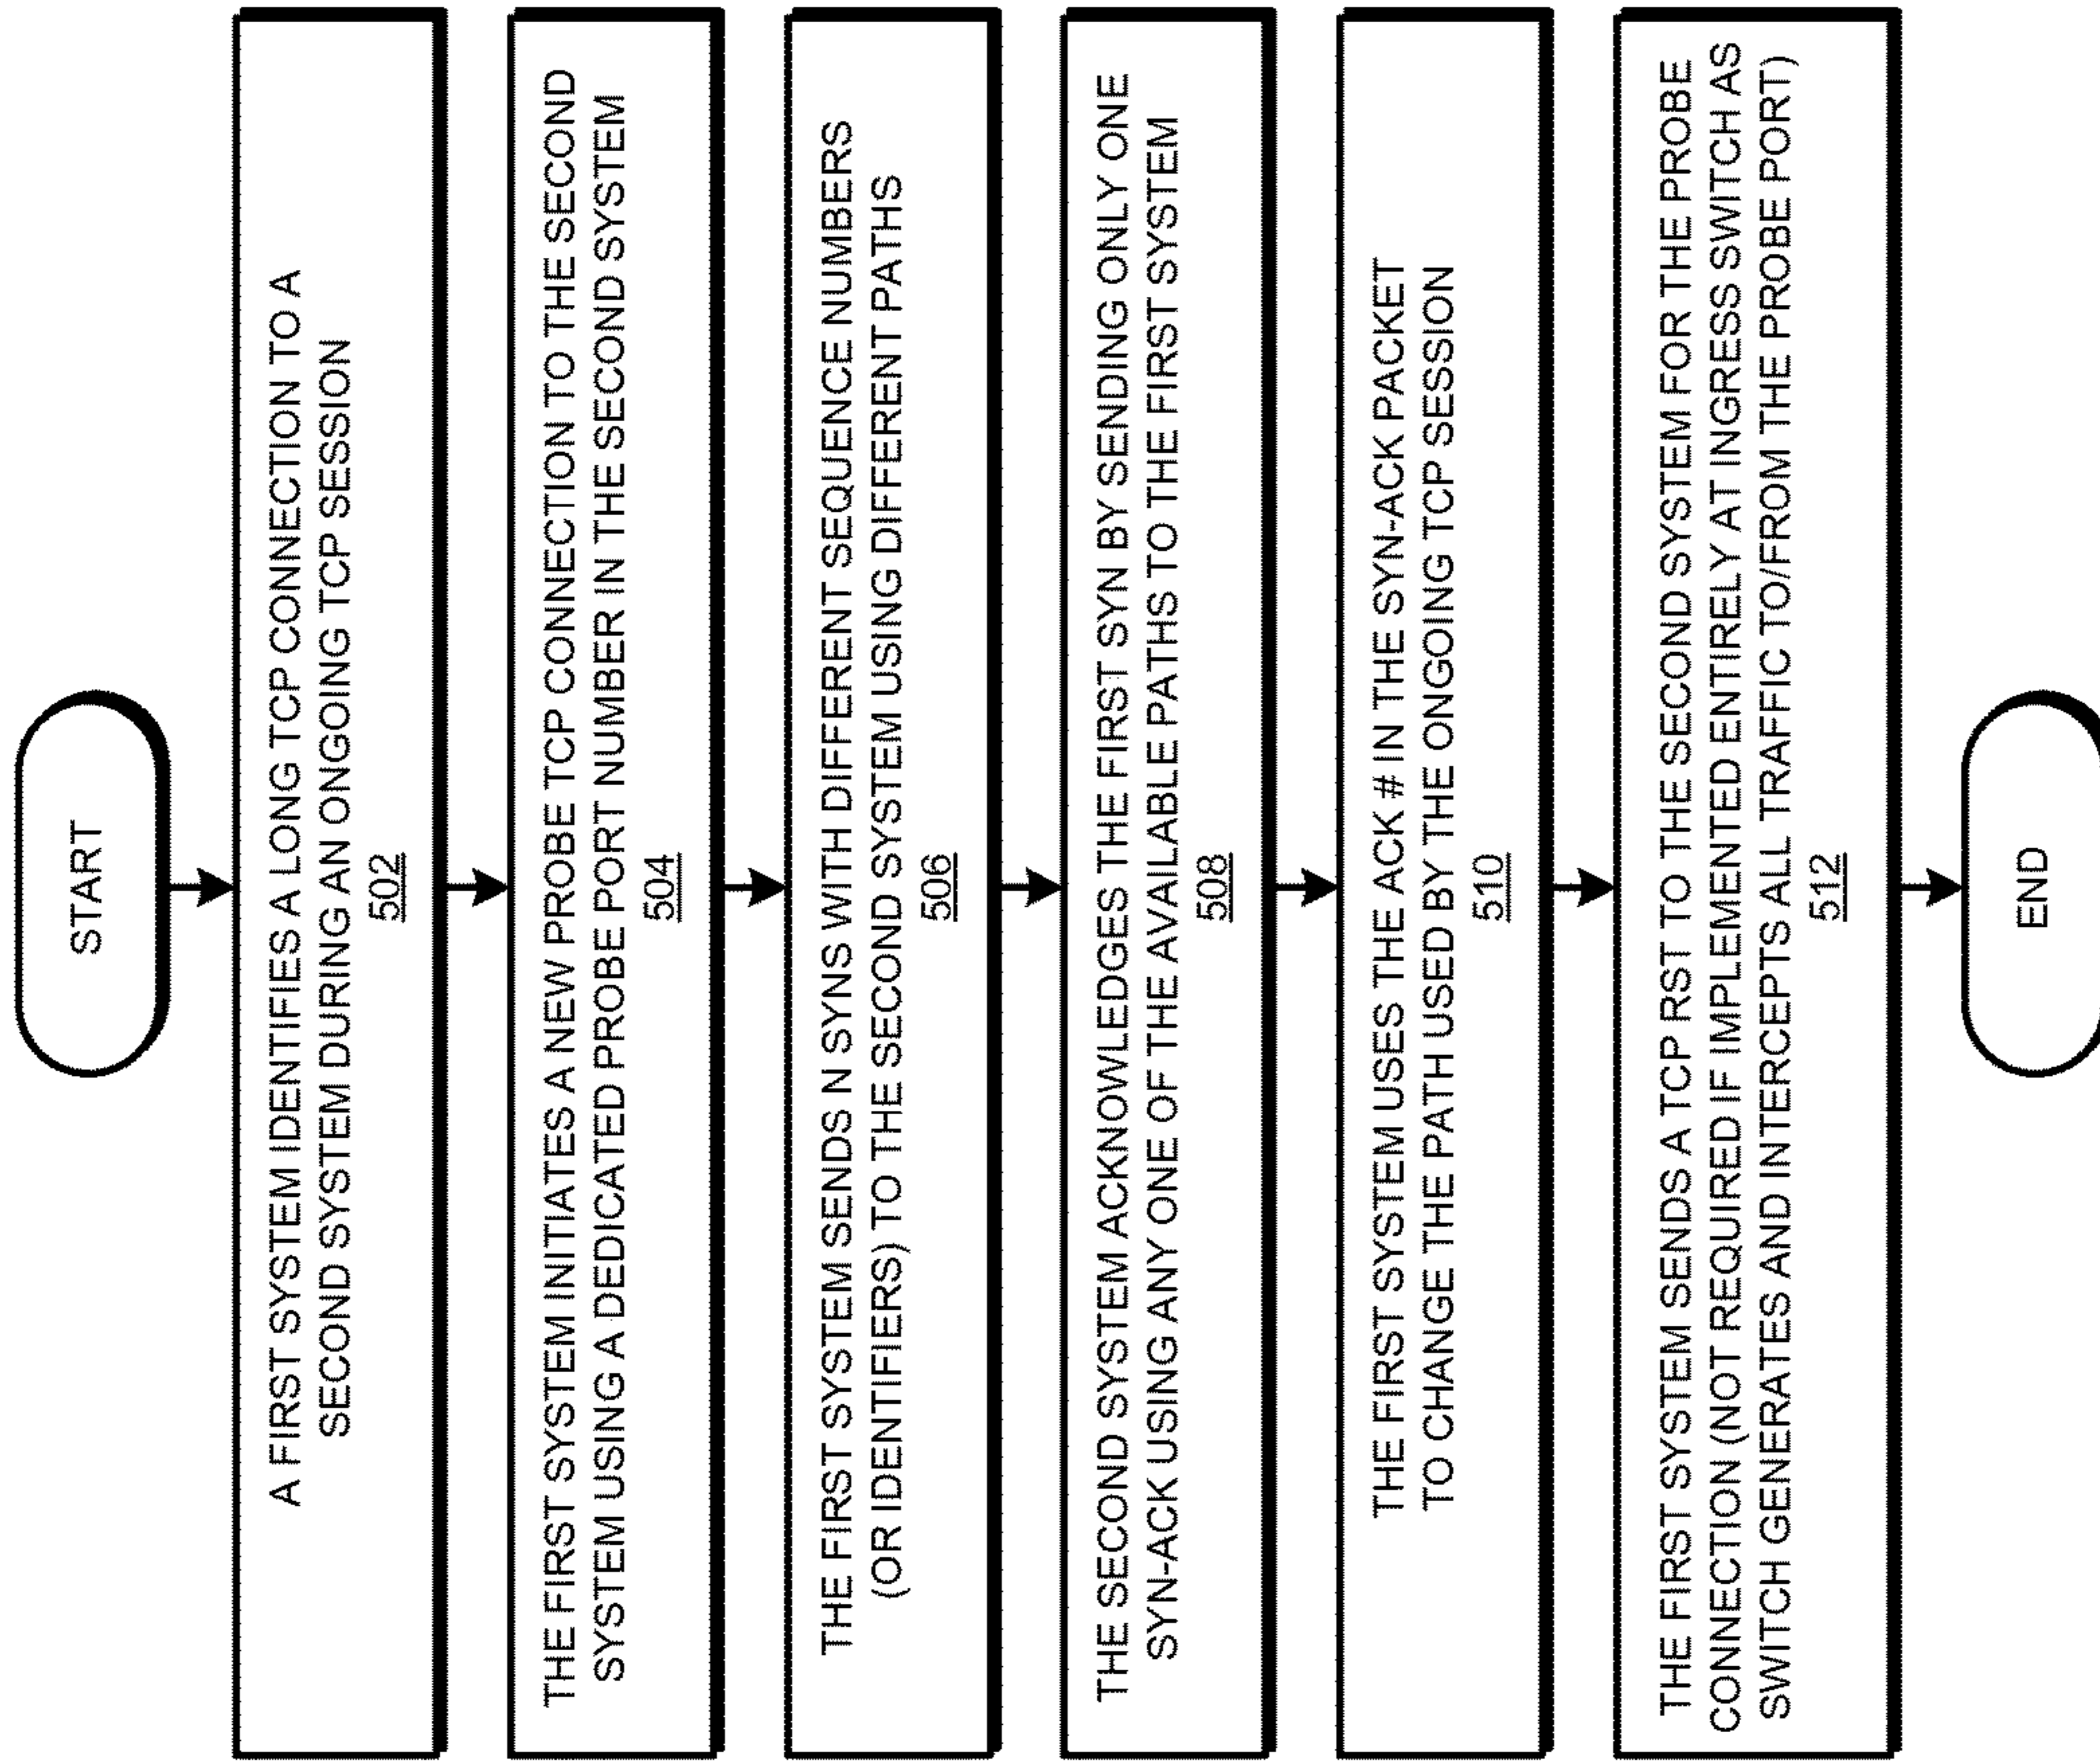 START
A FIRST SYSTEM IDENTIFIES A LONG TCP CONNECTION TO A
SECOND SYSTEM DURING AN ONGOING TCP SESSION
502
THE FIRST SYSTEM INITIATES A NEW PROBE TCP CONNECTION TO THE SECOND
SYSTEM USING A DEDICATED PROBE PORT NUMBER IN THE SECOND SYSTEM
504
THE FIRST SYSTEM SENDS N SYNS WITH DIFFERENT SEQUENCE NUMBERS
(OR IDENTIFIERS) TO THE SECOND SYSTEM USING DIFFERENT PATHS
506
THE SECOND SYSTEM ACKNOWLEDGES THE FIRST SYN BY SENDING ONLY ONE
SYN-ACK USING ANY ONE OF THE AVAILABLE PATHS TO THE FIRST SYSTEM
508
THE FIRST SYSTEM USES THE ACK # IN THE SYN-ACK PACKET
TO CHANGE THE PATH USED BY THE ONGOING TCP SESSION
510
THE FIRST SYSTEM SENDS A TCP RST TO THE SECOND SYSTEM FOR THE PROBE
CONNECTION (NOT REQUIRED IF IMPLEMENTED ENTIRELY AT INGRESS SWITCH AS
SWITCH GENERATES AND INTERCEPTS ALL TRAFFIC TO/FROM THE PROBE PORT)
512
END